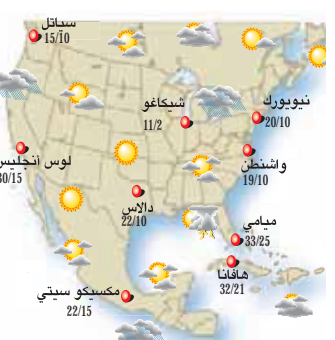 سياتل
15/10
شيكاغو
11/2
نيويورك
20/10
لوس أنجليس
30/15
واشنطن
19/10
دالاس
22/10
ميامي
33/25
هافانا
32/21
مكسيكو سيتي
22/15